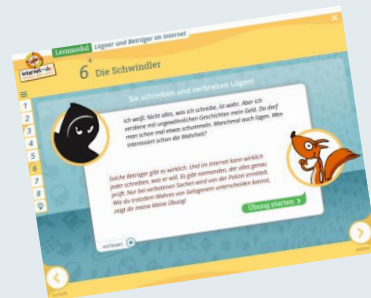 Lernmodul Lügner und Betrüger im Internet
6+ Die Schwindler
Sie schreiben und verbreiten Lügen!
1
2
3
4
5
6
7
8
Ich weiß: Nicht alles, was ich schreibe, ist wahr. Aber ich
verdiene mit ungewöhnlichen Geschichten mein Geld. Da darf
man schon mal etwas schummeln. Manchmal auch lügen. Wen
interessiert schon die Wahrheit?
Solche Betrüger gibt es wirklich. Und im Internet kann wirklich
jeder schreiben, was er will. Es gibt niemanden, der alles genau
prüft. Nur bei verbotenen Sachen wird von der Polizei ermittelt.
Wie du trotzdem Wahres von Gelogenem unterscheiden kannst,
zeigt dir meine kleine Übung!
Übung starten
vorlesen